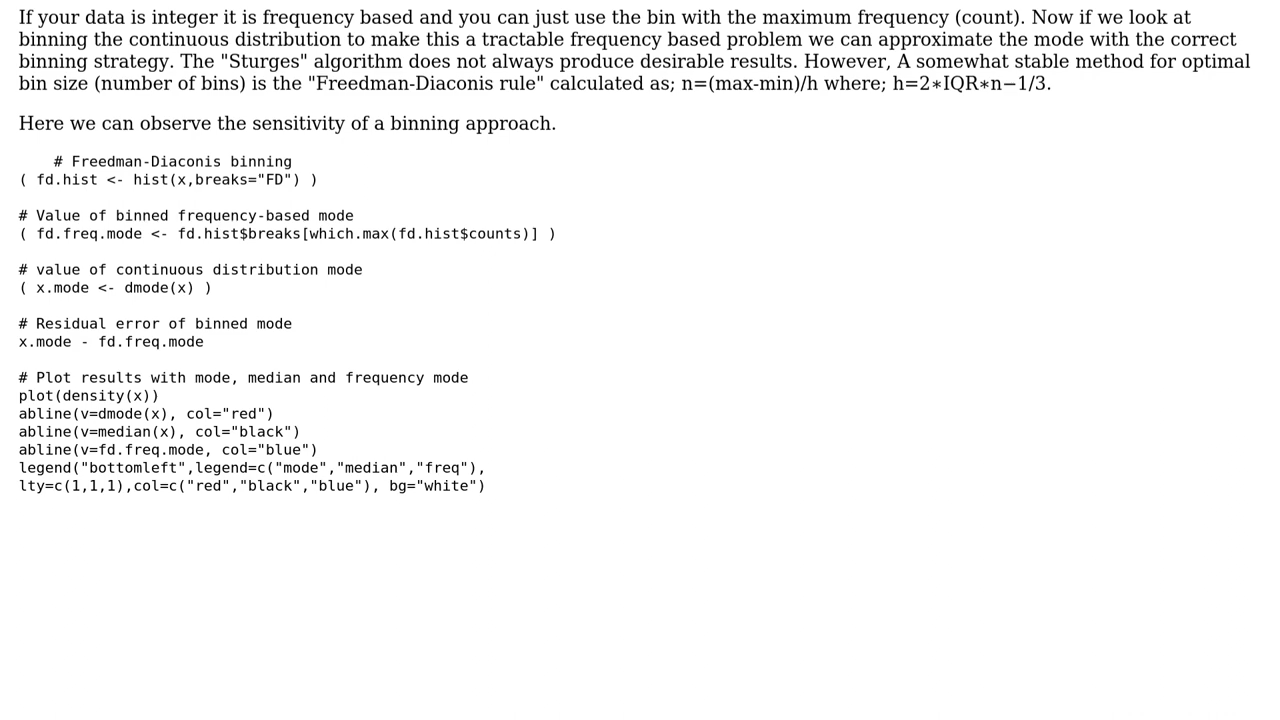 If your data is integer it is frequency based and you can just use the bin with the maximum frequency (count). Now if we look at
binning the continuous distribution to make this a tractable frequency based problem we can approximate the mode with the correct
binning strategy. The "Sturges" algorithm does not always produce desirable results. However, A somewhat stable method for optimal
bin size (number of bins) is the "Freedman-Diaconis rule" calculated as; n=(max-min)/h where; h=2∗IQR∗n−1/3.
Here we can observe the sensitivity of a binning approach.
    # Freedman-Diaconis binning
( fd.hist <- hist(x,breaks="FD") )
# Value of binned frequency-based mode
( fd.freq.mode <- fd.hist$breaks[which.max(fd.hist$counts)] )
# value of continuous distribution mode
( x.mode <- dmode(x) )
# Residual error of binned mode
x.mode - fd.freq.mode
# Plot results with mode, median and frequency mode
plot(density(x))
abline(v=dmode(x), col="red")
abline(v=median(x), col="black")
abline(v=fd.freq.mode, col="blue")
legend("bottomleft",legend=c("mode","median","freq"),
lty=c(1,1,1),col=c("red","black","blue"), bg="white")